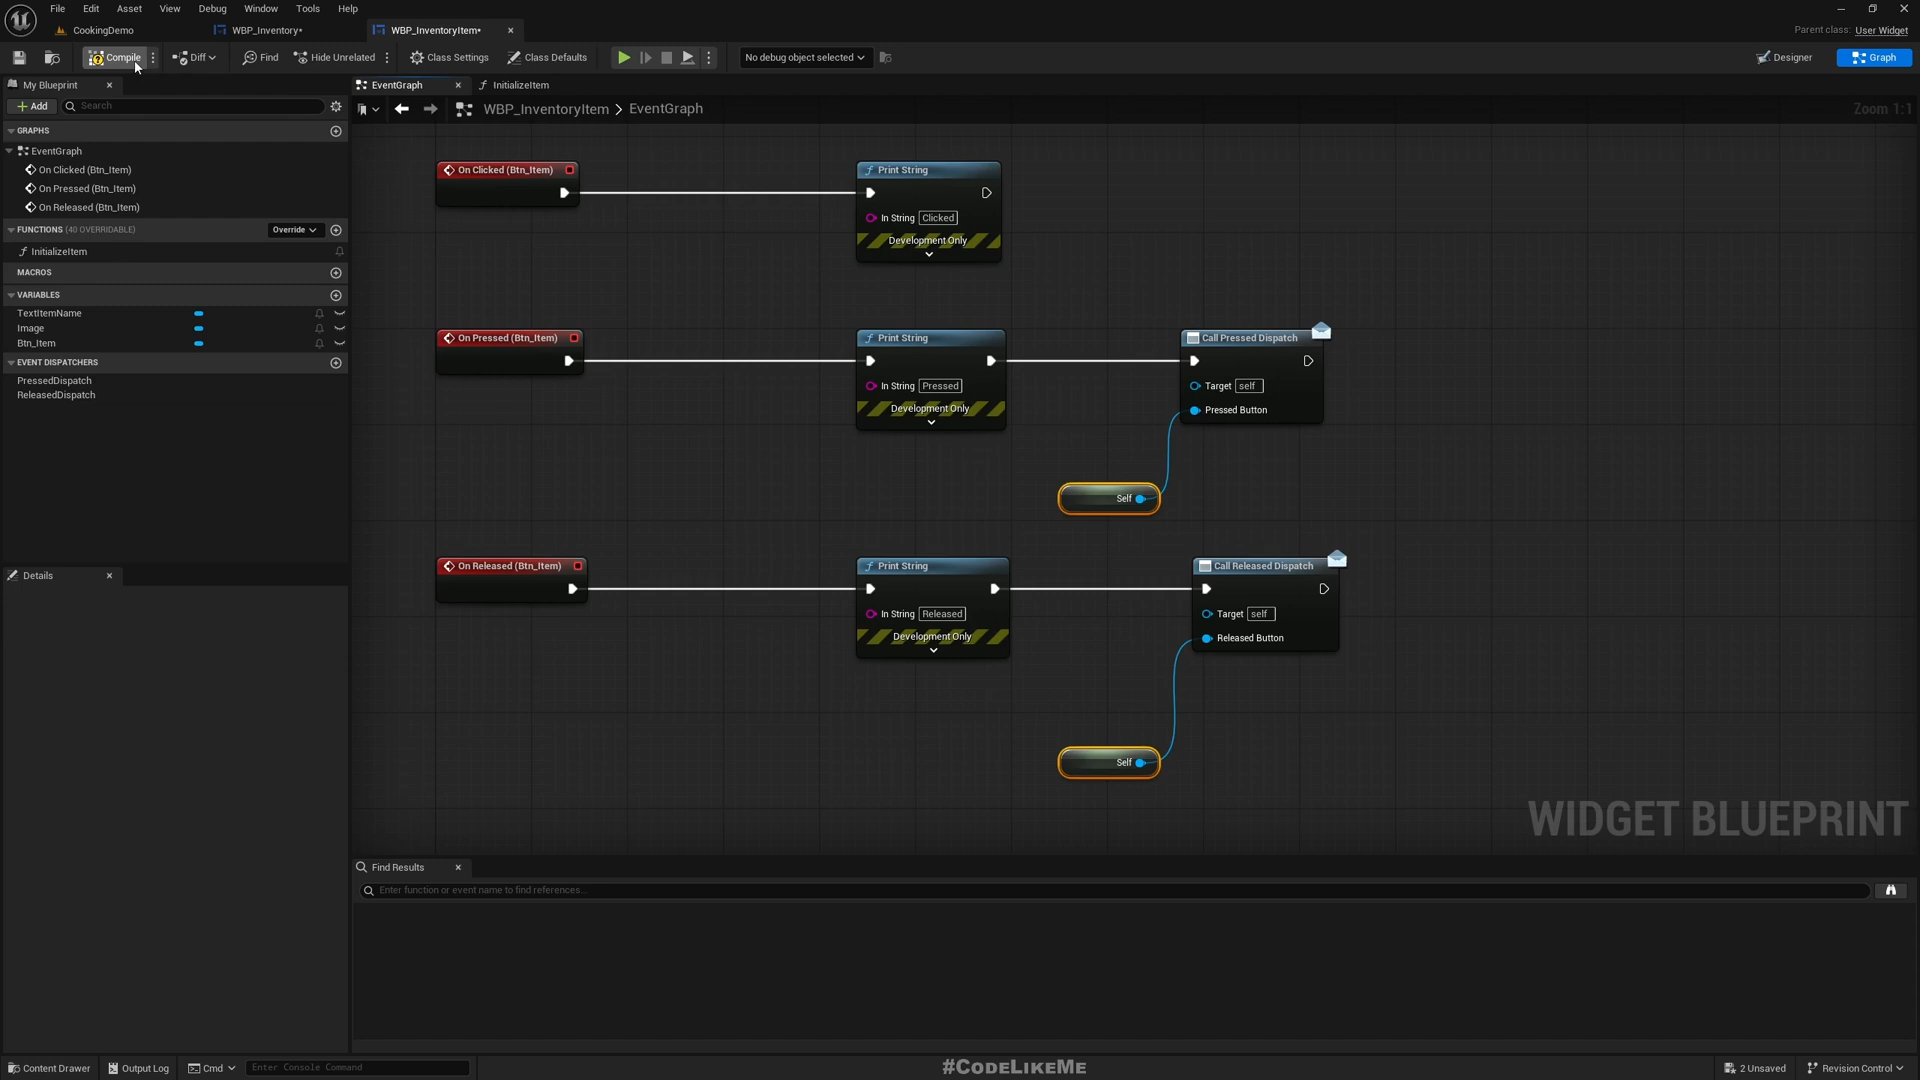 File Edit Asset View Window Debug Window Tools Help
CookingDemo WBP_Inventory• WBP_InventoryItem•
Parent class: User Widget
Compile Diff Find Hide Unrelated Class Settings Class Defaults No debug object selected Designer Graph
My Blueprint EventGraph InitializeItem
Add Search
WBP_InventoryItem > EventGraph
Zoom 1:1
GRAPHS
EventGraph
On Clicked (Btn_Item)
On Pressed (Btn_Item)
On Released (Btn_Item)
FUNCTIONS (40 OVERRIDABLE) Override
InitializeItem
MACROS
VARIABLES
TextItemName
Image
Btn_Item
EVENT DISPATCHERS
PressedDispatch
ReleasedDispatch
Details
On Clicked (Btn_Item)
Print String
In String Clicked
Development Only
On Pressed (Btn_Item)
Print String
In String Pressed
Development Only
Call Pressed Dispatch
Target self
Pressed Button
Self
On Released (Btn_Item)
Print String
In String Released
Development Only
Call Released Dispatch
Target self
Released Button
Self
WIDGET BLUEPRINT
Find Results
Enter function or event name to find references...
Content Drawer Output Log Cmd Enter Console Command
#CODELIKEME
2 Unsaved Revision Control